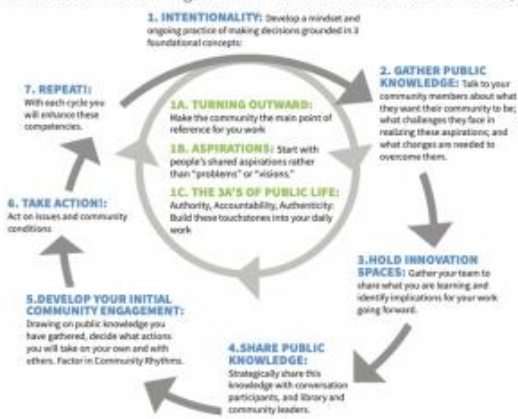 1. INTENTIONALITY: Develop a mindset and
ongoing practice of making decisions grounded in 3
foundational concepts:
1A. TURNING OUTWARD:
Make the community the main point of
reference for you work
1B. ASPIRATIONS: Start with
people's shared aspirations rather
than "problems" or "visions."
1C. THE 3A'S OF PUBLIC LIFE:
Authority, Accountability, Authenticity:
Build these touchstones into your daily
work
2. GATHER PUBLIC
KNOWLEDGE: Talk to your
community members about what
they want their community to be;
what challenges they face in
realizing these aspirations; and
what changes are needed to
overcome them.
3.HOLD INNOVATION
SPACES: Gather your team to
share what you are learning and
identify implications for your work
going forward.
4.SHARE PUBLIC
KNOWLEDGE:
Strategically share this
knowledge with conversation
participants, and library and
community leaders.
5.DEVELOP YOUR INITIAL
COMMUNITY ENGAGEMENT:
Drawing on public knowledge you
have gathered, decide what actions
you will take on your own and with
others. Factor in Community Rhythms.
6. TAKE ACTION!:
Act on issues and community
conditions
7. REPEAT!:
With each cycle you
will enhance these
competencies.